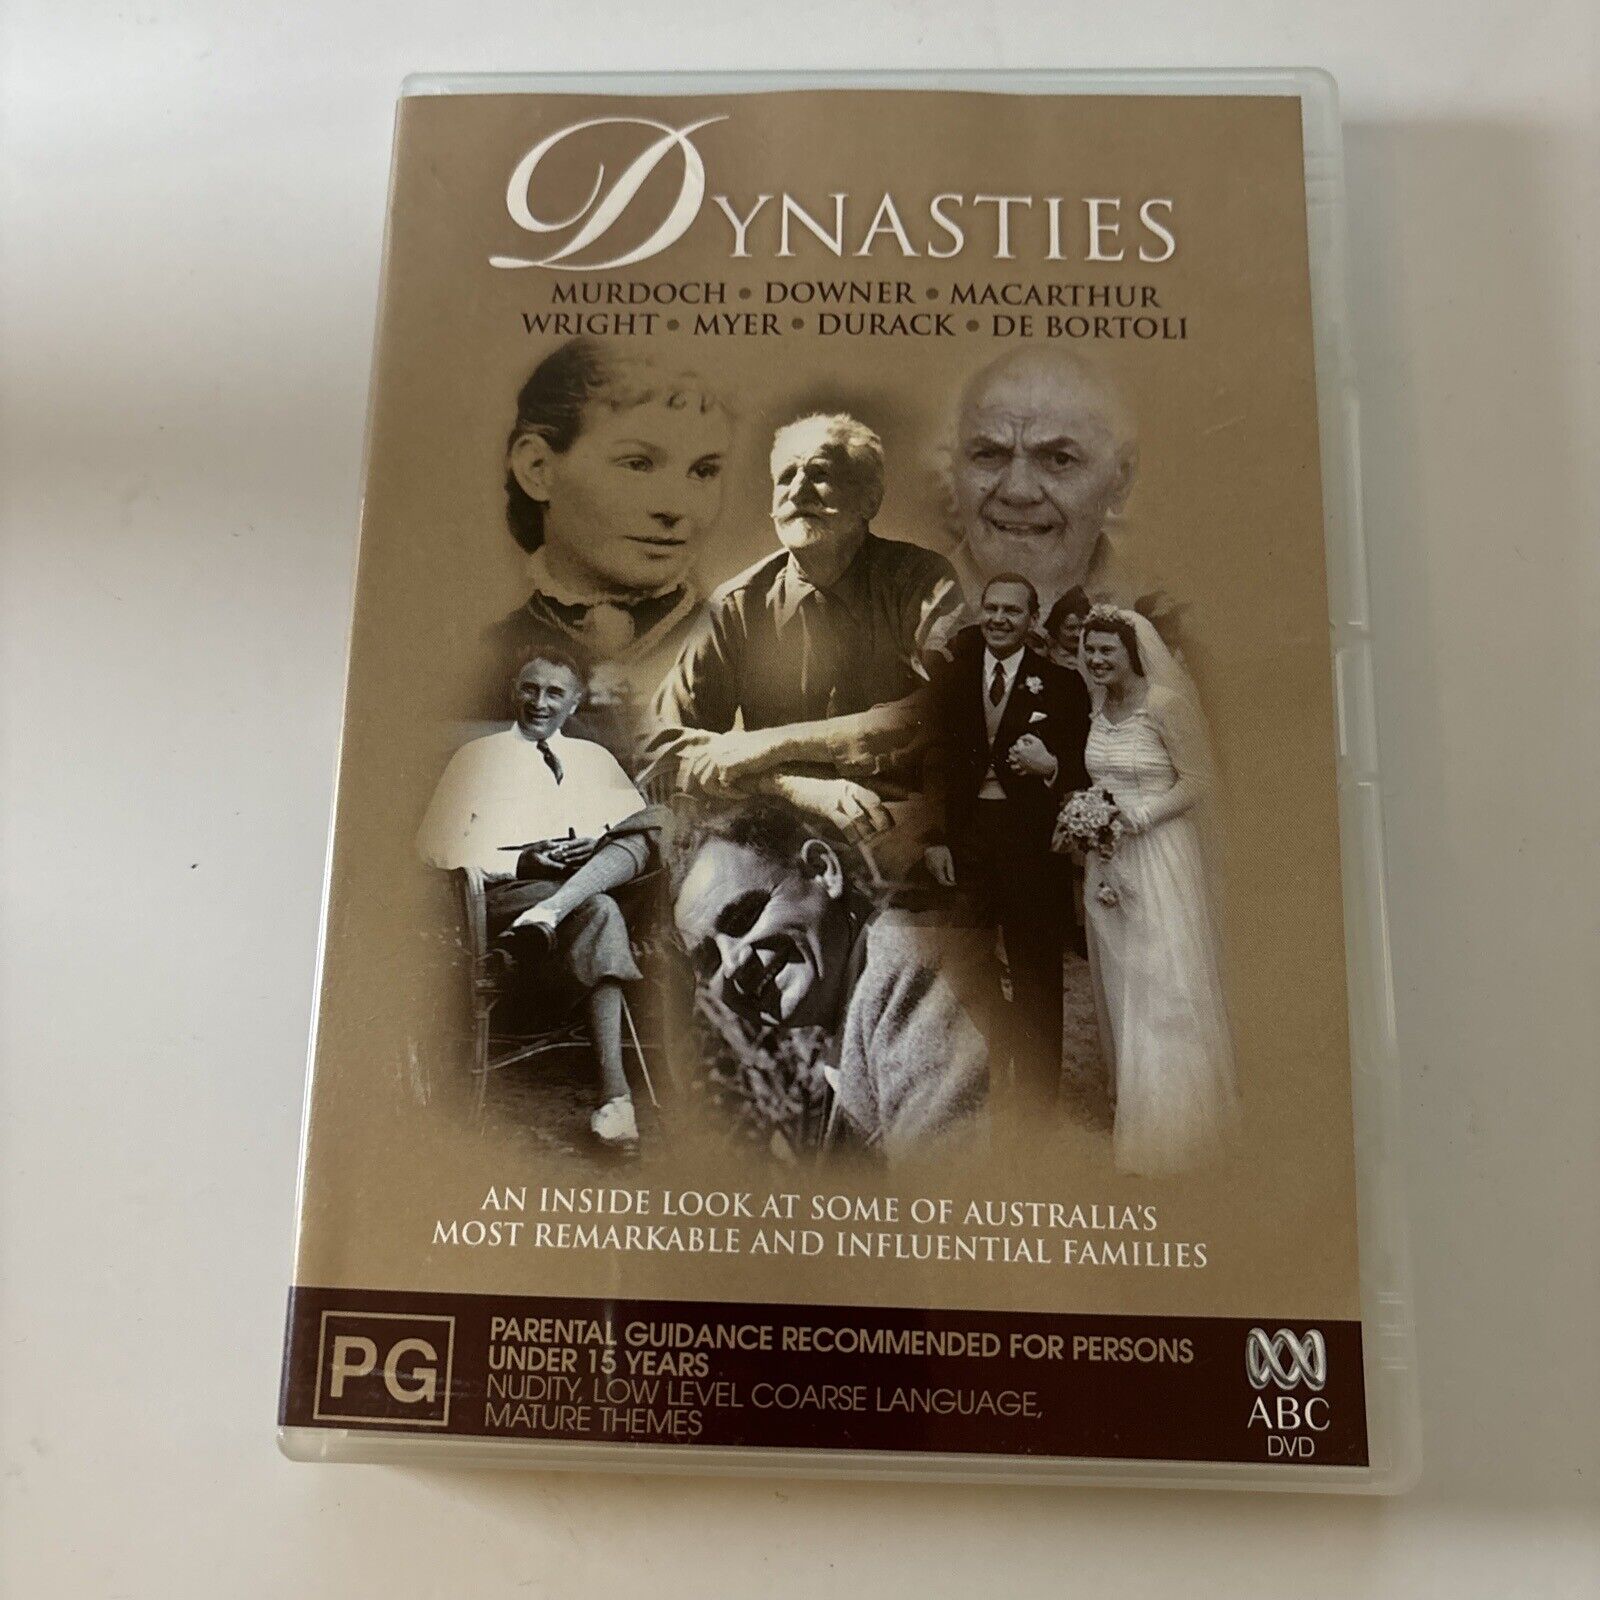 DYNASTIES
MURDOCH • DOWNER • MACARTHUR
WRIGHT • MYER • DURACK • DE BORTOLI
AN INSIDE LOOK AT SOME OF AUSTRALIA'S
MOST REMARKABLE AND INFLUENTIAL FAMILIES
PG
PARENTAL GUIDANCE RECOMMENDED FOR PERSONS
UNDER 15 YEARS
NUDITY, LOW LEVEL COARSE LANGUAGE,
MATURE THEMES
ABC
DVD